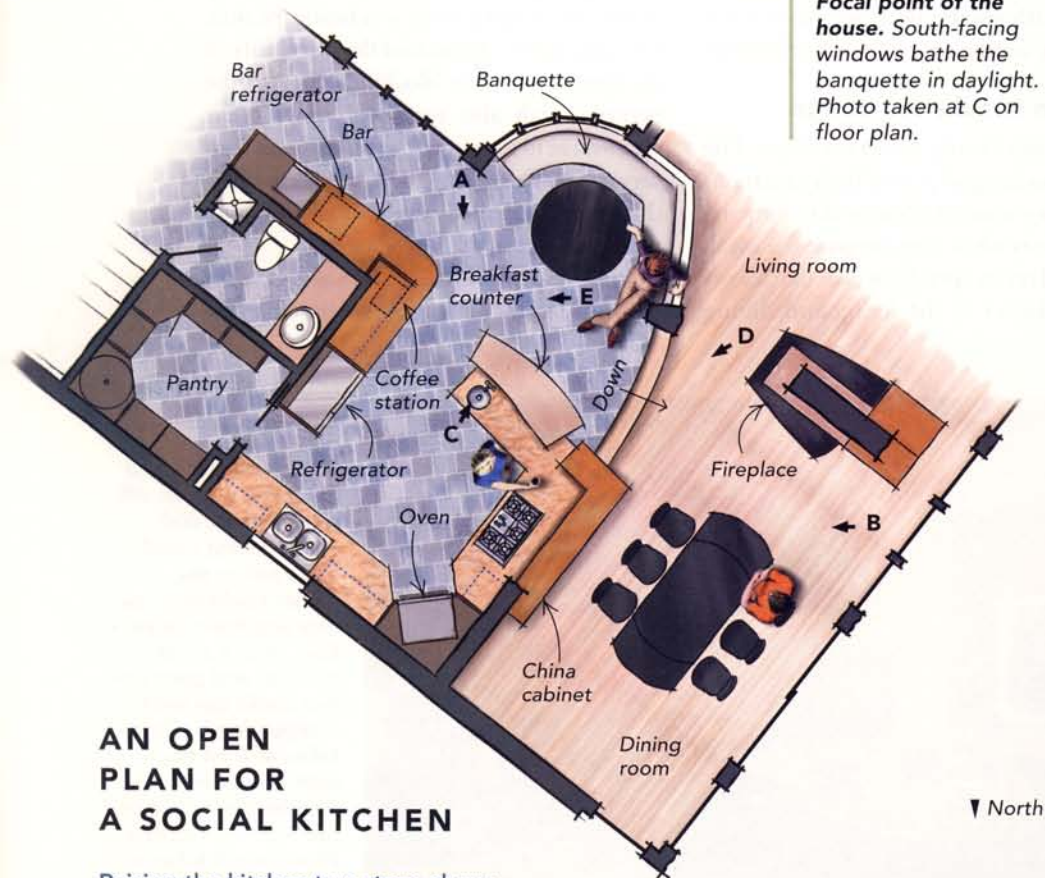 Focal point of the
house. South-facing
windows bathe the
banquette in daylight.
Photo taken at C on
floor plan.
Bar
refrigerator
Bar
Banquette
A
Breakfast
counter
E
Living room
D
Down
Pantry
Coffee
station
C
Refrigerator
Fireplace
Oven
B
China
cabinet
Dining
room
North
AN OPEN
PLAN FOR
A SOCIAL KITCHEN